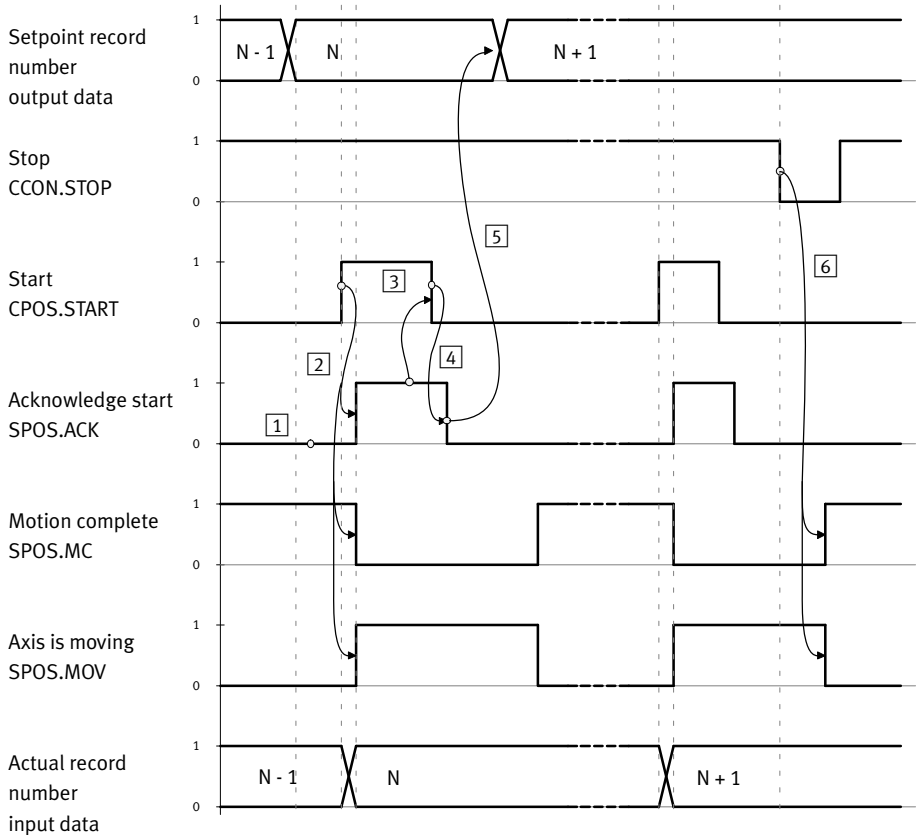 1
Setpoint record
number
output data
N - 1
N
N + 1
0
1
Stop
CCON.STOP
0
5
6
1
Start
CPOS.START
3
0
2
4
1
Acknowledge start
SPOS.ACK
1
0
1
Motion complete
SPOS.MC
0
1
Axis is moving
SPOS.MOV
0
1
Actual record
number
input data
N - 1
N
N + 1
0